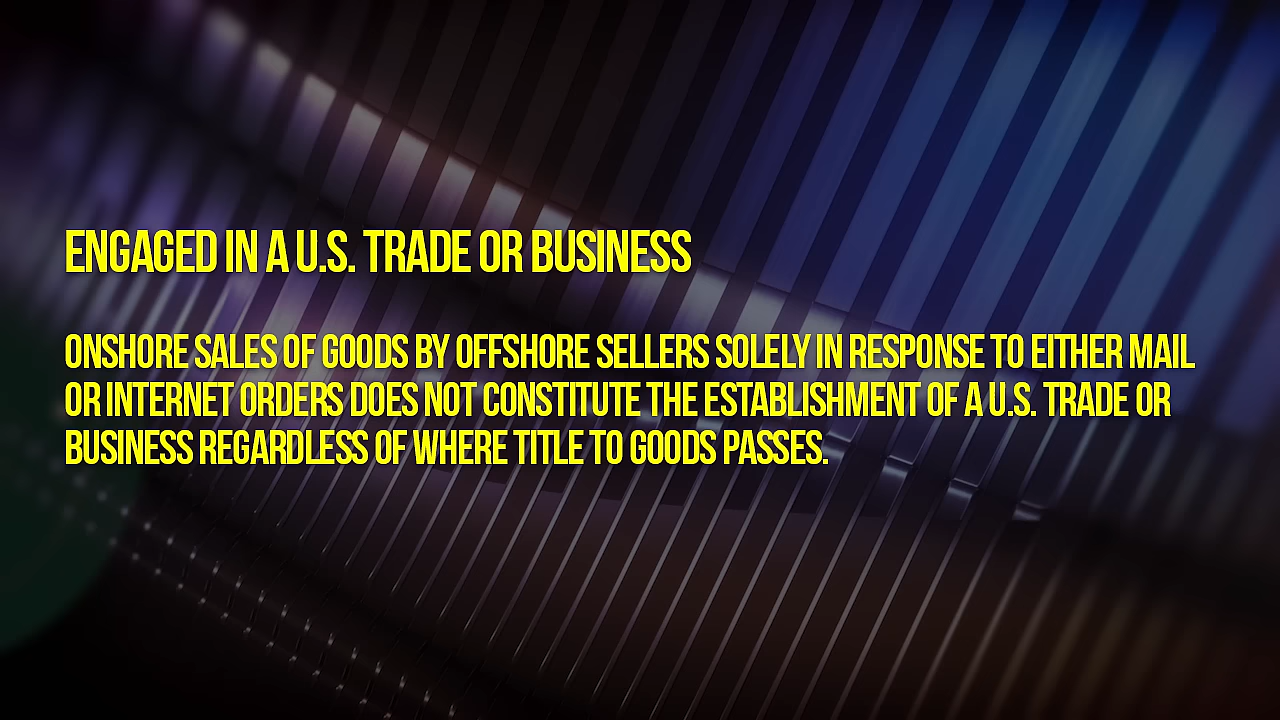 ENGAGED IN A U.S. TRADE OR BUSINESS
ONSHORE SALES OF GOODS BY OFFSHORE SELLERS SOLELY IN RESPONSE TO EITHER MAIL
OR INTERNET ORDERS DOES NOT CONSTITUTE THE ESTABLISHMENT OF A U.S. TRADE OR
BUSINESS REGARDLESS OF WHERE TITLE TO GOODS PASSES.